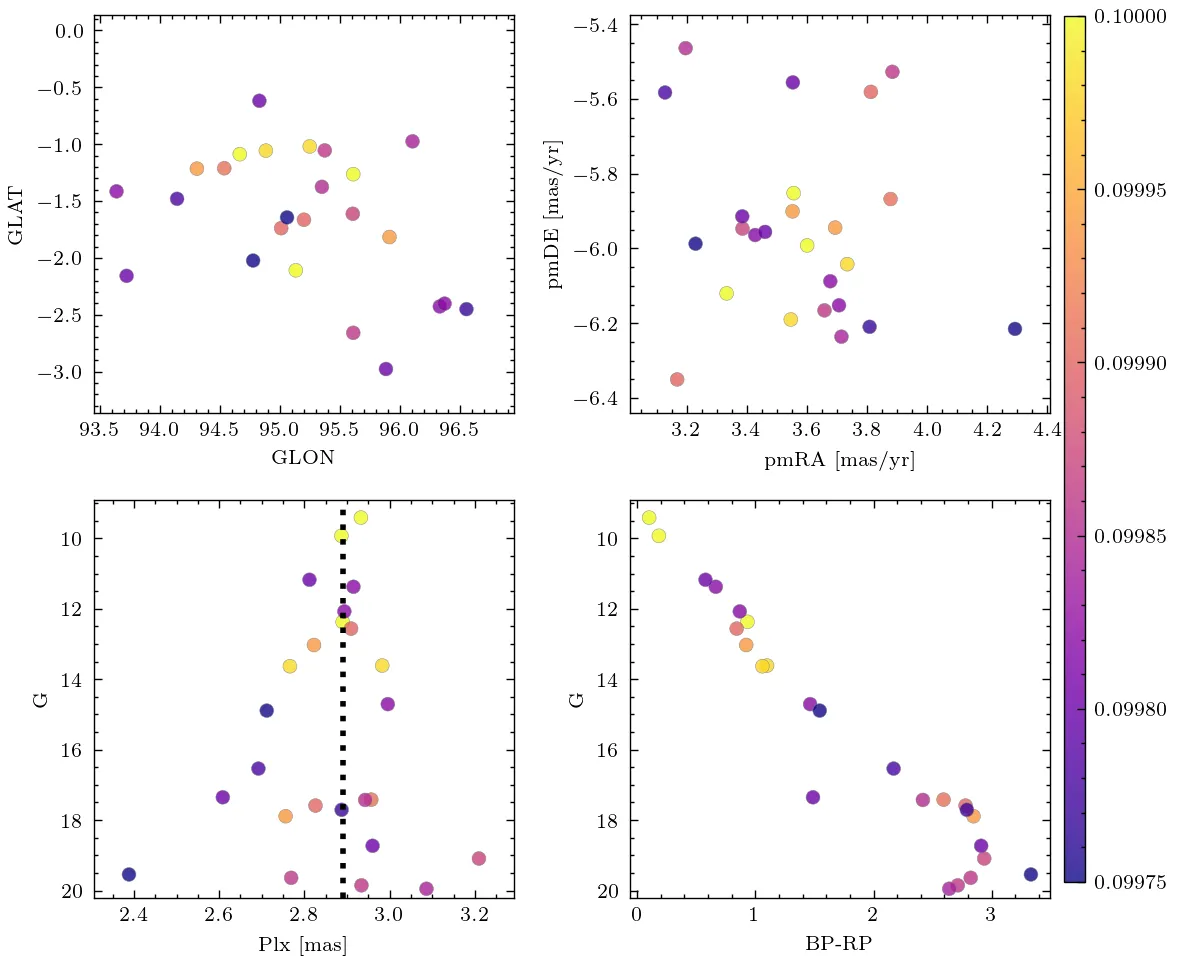 0.0
−0.5
−1.0
−1.5
−2.0
−2.5
−3.0
GLAT
93.5 94.0 94.5 95.0 95.5 96.0 96.5
GLON
−5.4
−5.6
−5.8
−6.0
−6.2
−6.4
pmDE [mas/yr]
3.2 3.4 3.6 3.8 4.0 4.2 4.4
pmRA [mas/yr]
10
12
14
16
18
20
G
2.4 2.6 2.8 3.0 3.2
Plx [mas]
10
12
14
16
18
20
G
0 1 2 3
BP-RP
0.10000
0.09995
0.09990
0.09985
0.09980
0.09975